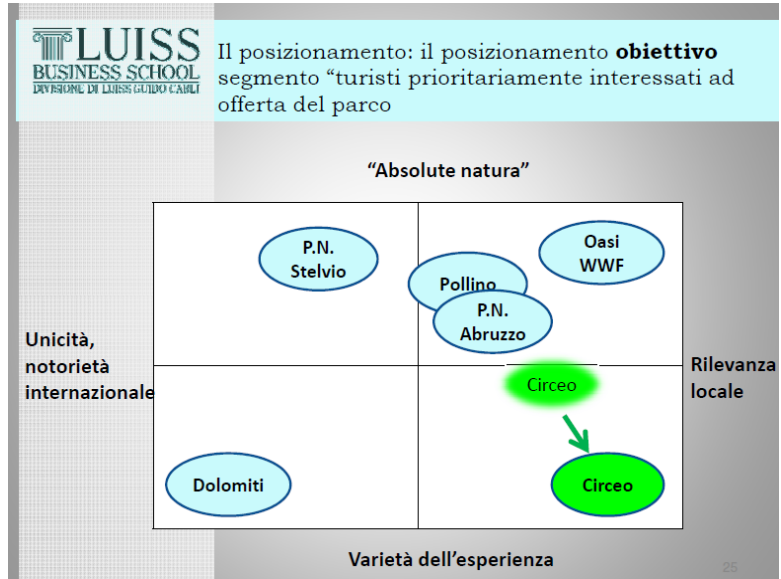 LUISS
BUSINESS SCHOOL
DIVISIONE DI LUISS GUIDO CARLI
Il posizionamento: il posizionamento obiettivo
segmento “turisti prioritariamente interessati ad
offerta del parco
“Absolute natura”
P.N.
Stelvio
Oasi
WWF
Pollino
P.N.
Abruzzo
Unicità,
notorietà
internazionale
Rilevanza
locale
Circeo
Dolomiti
Circeo
Varietà dell’esperienza
25